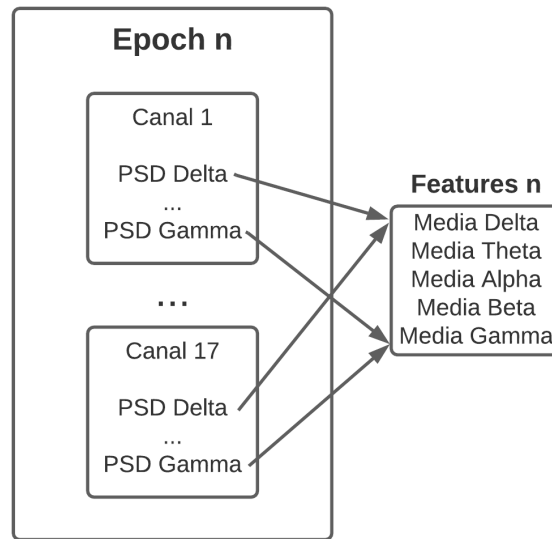 Epoch n
Canal 1
PSD Delta
...
PSD Gamma
...
Canal 17
PSD Delta
...
PSD Gamma
Features n
Media Delta
Media Theta
Media Alpha
Media Beta
Media Gamma